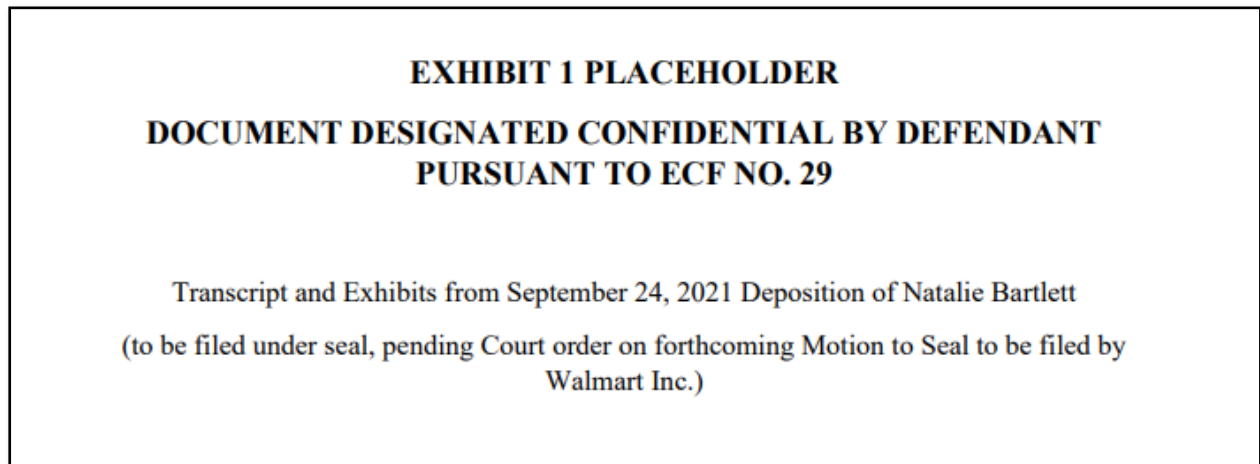 EXHIBIT 1 PLACEHOLDER
DOCUMENT DESIGNATED CONFIDENTIAL BY DEFENDANT
PURSUANT TO ECF NO. 29
Transcript and Exhibits from September 24, 2021 Deposition of Natalie Bartlett
(to be filed under seal, pending Court order on forthcoming Motion to Seal to be filed by
Walmart Inc.)